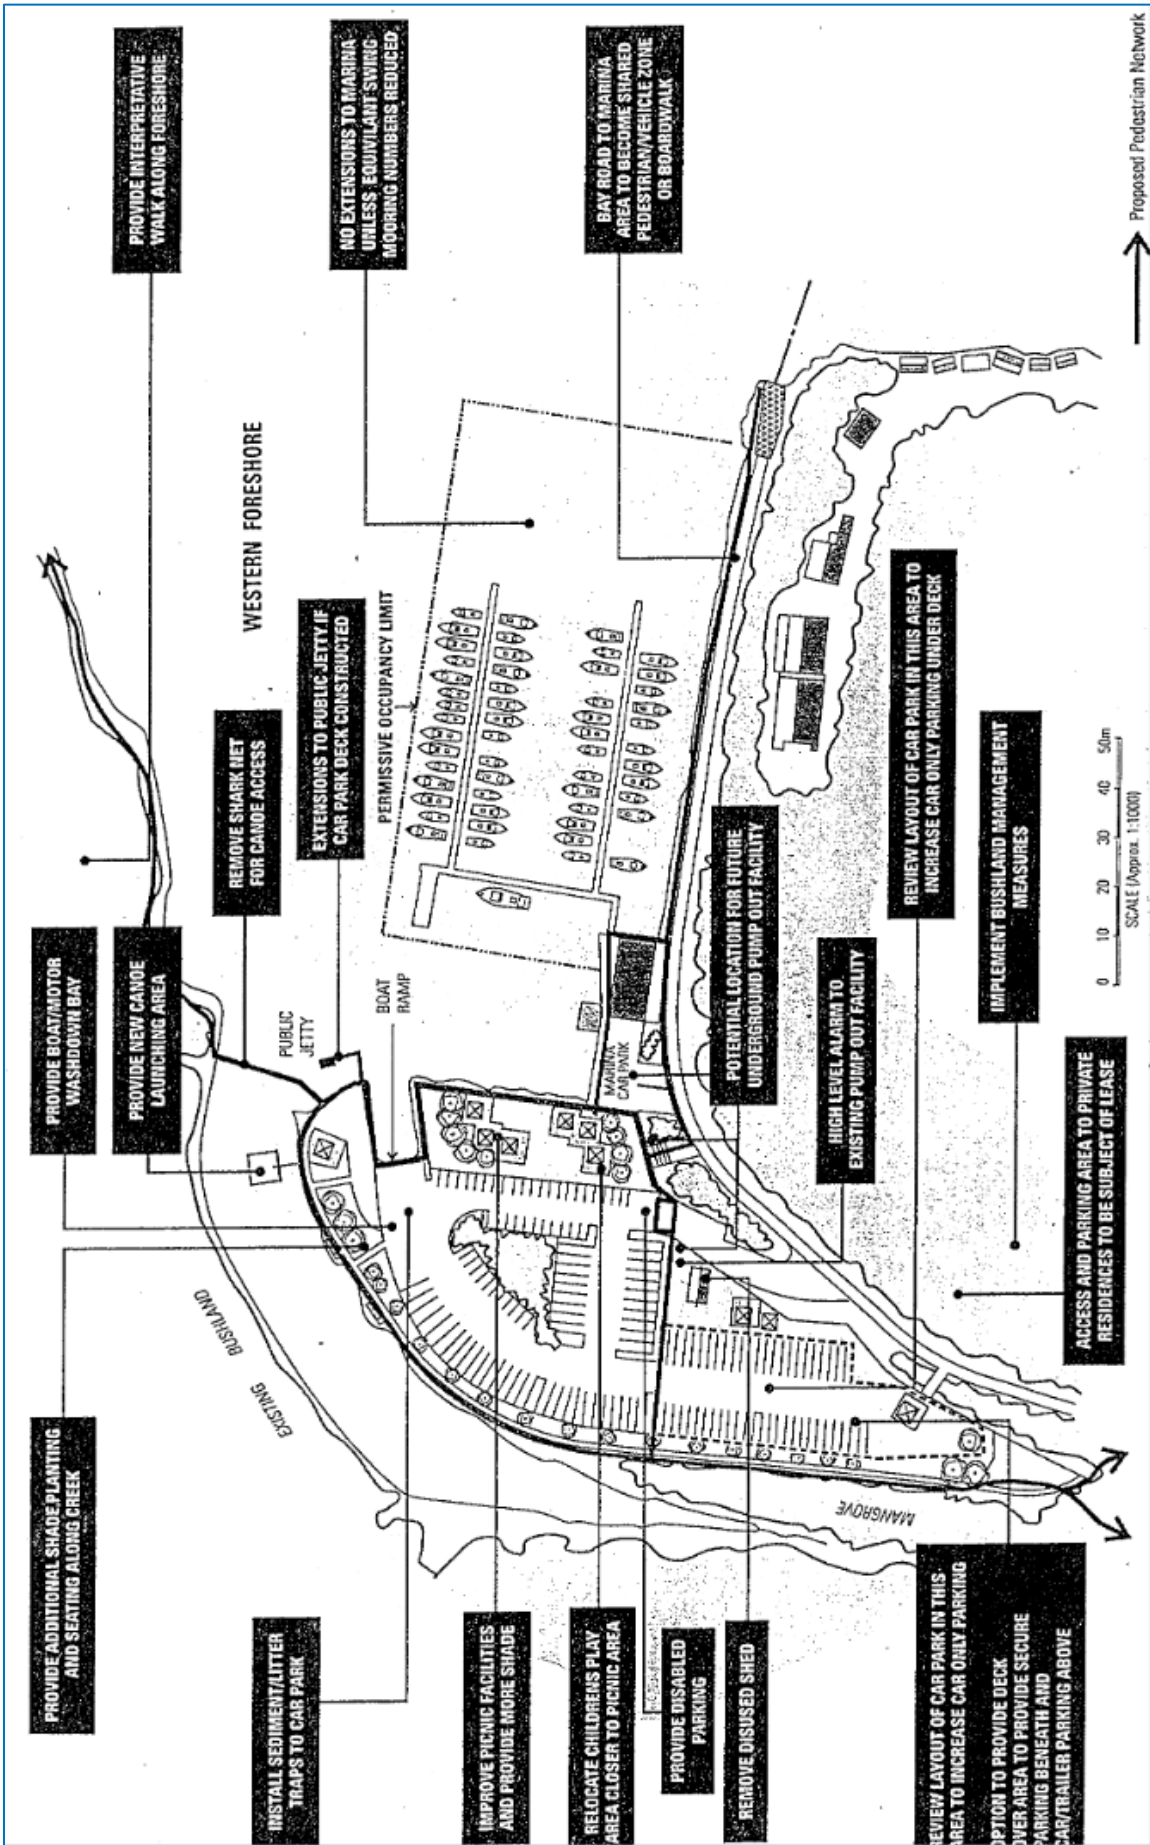 PROVIDE ADDITIONAL SHADE PLANTING
AND SEATING ALONG CREEK
PROVIDE BOAT/MOTOR
WASHDOWN BAY
PROVIDE NEW CANOE
LAUNCHING AREA
PROVIDE INTERPRETATIVE
WALK ALONG FORESHORE
REMOVE SHARK NET
FOR CANOE ACCESS
WESTERN FORESHORE
EXTENSIONS TO PUBLIC JETTY IF
CAR PARK DECK CONSTRUCTED
NO EXTENSIONS TO MARINA
UNLESS EQUIVILANT SWING
MOORING NUMBERS REDUCED
PERMISSIVE OCCUPANCY LIMIT
PUBLIC
JETTY
BOAT
RAMP
EXISTING BUSHLAND
INSTALL SEDIMENT/LITTER
TRAPS TO CAR PARK
IMPROVE PICNIC FACILITIES
AND PROVIDE MORE SHADE
RELOCATE CHILDRENS PLAY
AREA CLOSER TO PICNIC AREA
PROVIDE DISABLED
PARKING
REMOVE DISUSED SHED
MARINA
CAR PARK
BAY ROAD TO MARINA
AREA TO BECOME SHARED
PEDESTRIAN/VEHICLE ZONE
OR BOARDWALK
POTENTIAL LOCATION FOR FUTURE
UNDERGROUND PUMP OUT FACILITY
HIGH LEVEL ALARM TO
EXISTING PUMP OUT FACILITY
REVIEW LAYOUT OF CAR PARK IN THIS AREA TO
INCREASE CAR ONLY PARKING UNDER DECK
MANGROVE
EVIEW LAYOUT OF CAR PARK IN THIS
AREA TO INCREASE CAR ONLY PARKING
PTION TO PROVIDE DECK
VER AREA TO PROVIDE SECURE
ARKING BENEATH AND
AR/TRAILER PARKING ABOVE
IMPLEMENT BUSHLAND MANAGEMENT
MEASURES
ACCESS AND PARKING AREA TO PRIVATE
RESIDENCES TO BE SUBJECT OF LEASE
0 10 20 30 40 50m
SCALE (Approx. 1:1000)
Proposed Pedestrian Network